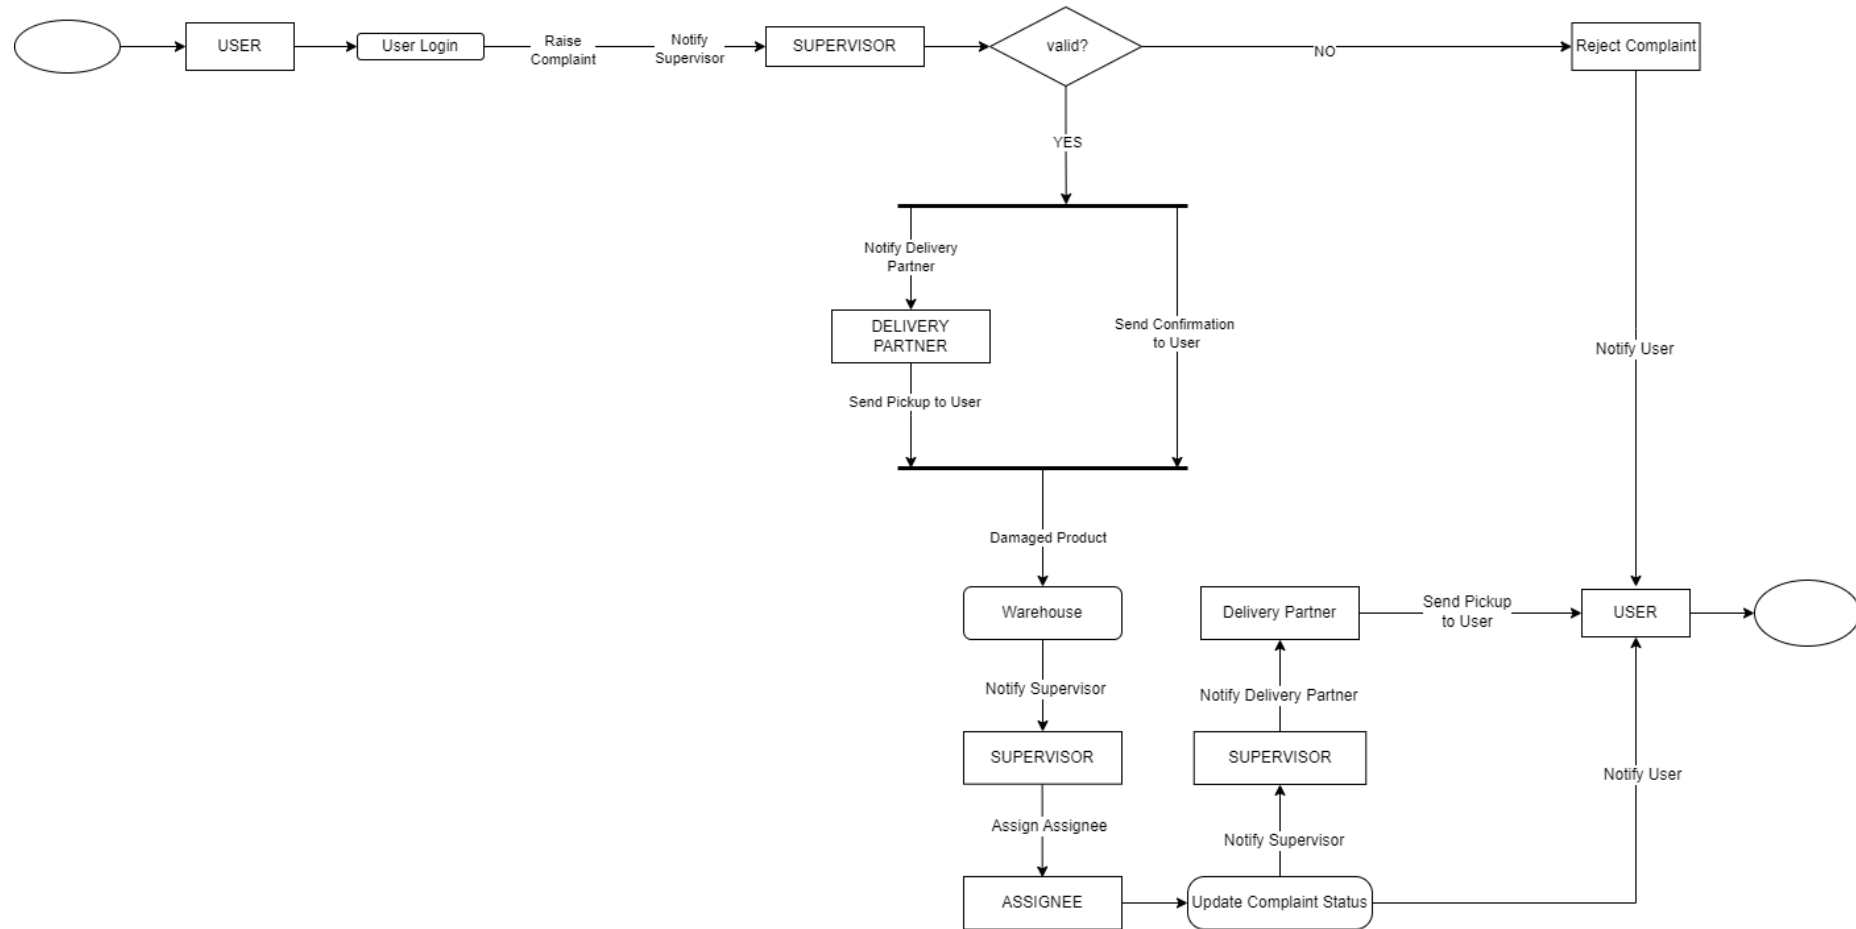 USER
User Login
Raise
Complaint
Notify
Supervisor
SUPERVISOR
valid?
NO
Reject Complaint
YES
Notify Delivery
Partner
DELIVERY
PARTNER
Send Confirmation
to User
Notify User
Send Pickup to User
Damaged Product
Warehouse
Delivery Partner
Send Pickup
to User
USER
Notify Supervisor
Notify Delivery Partner
SUPERVISOR
SUPERVISOR
Notify User
Assign Assignee
Notify Supervisor
ASSIGNEE
Update Complaint Status